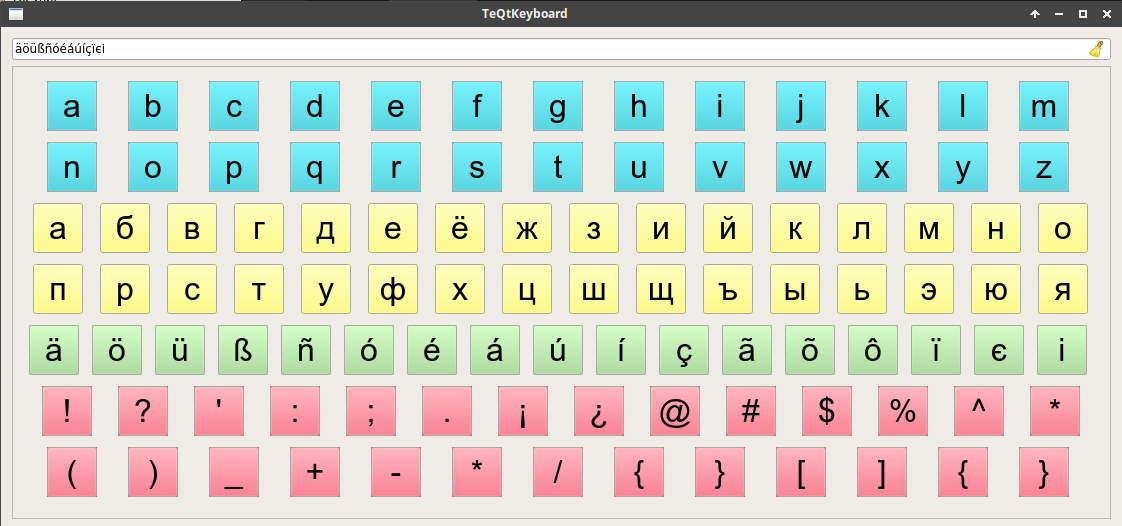 TeQtKeyboard
äöüßñóéáúíçïєі
a b c d e f g h i j k l m
n o p q r s t u v w x y z
а б в г д е ё ж з и й к л м н о
п р с т у ф х ц ш щ ъ ы ь э ю я
ä ö ü ß ñ ó é á ú í ç ã õ ô ï є і
! ? ' : ; . ¡ ¿ @ # $ % ^ *
( ) _ + - * / { } [ ] { }